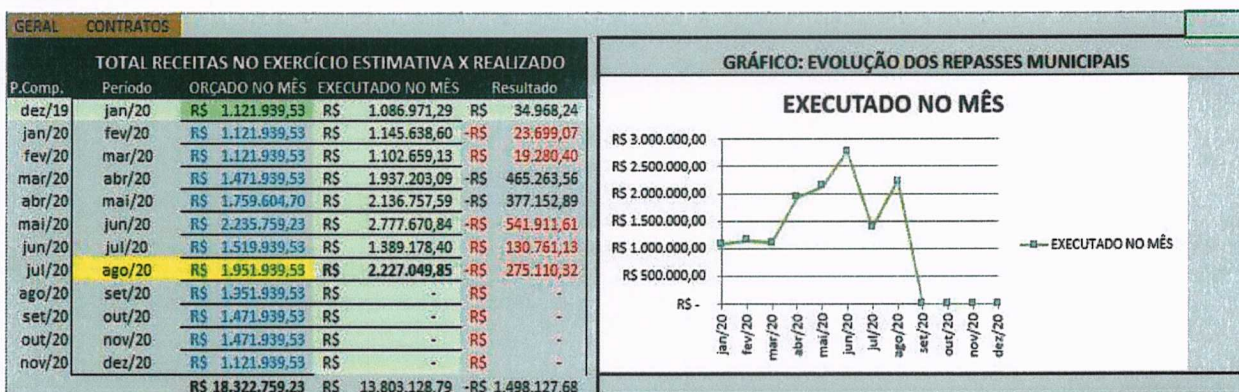 GERAL CONTRATOS
TOTAL RECEITAS NO EXERCÍCIO ESTIMATIVA X REALIZADO
P.Comp. Período ORÇADO NO MÊS EXECUTADO NO MÊS Resultado
dez/19 jan/20 R$ 1.121.939,53 R$ 1.086.971,29 R$ 34.968,24
jan/20 fev/20 R$ 1.121.939,53 R$ 1.145.638,60 -R$ 23.699,07
fev/20 mar/20 R$ 1.121.939,53 R$ 1.102.659,13 R$ 19.280,40
mar/20 abr/20 R$ 1.471.939,53 R$ 1.937.203,09 -R$ 465.263,56
abr/20 mai/20 R$ 1.759.604,70 R$ 2.136.757,59 -R$ 377.152,89
mai/20 jun/20 R$ 2.235.759,23 R$ 2.777.670,84 -R$ 541.911,61
jun/20 jul/20 R$ 1.519.939,53 R$ 1.389.178,40 R$ 130.761,13
jul/20 ago/20 R$ 1.951.939,53 R$ 2.227.049,85 -R$ 275.110,32
ago/20 set/20 R$ 1.351.939,53 R$ - R$ -
set/20 out/20 R$ 1.471.939,53 R$ - R$ -
out/20 nov/20 R$ 1.471.939,53 R$ - R$ -
nov/20 dez/20 R$ 1.121.939,53 R$ - R$ -
R$ 18.322.759,23 R$ 13.803.128,79 -R$ 1.498.127,68
GRÁFICO: EVOLUÇÃO DOS REPASSES MUNICIPAIS
EXECUTADO NO MÊS
R$ 3.000.000,00
R$ 2.500.000,00
R$ 2.000.000,00
R$ 1.500.000,00
R$ 1.000.000,00
R$ 500.000,00
R$ -
EXECUTADO NO MÊS
jan/20
fev/20
mar/20
abr/20
mai/20
jun/20
jul/20
ago/20
set/20
out/20
nov/20
dez/20